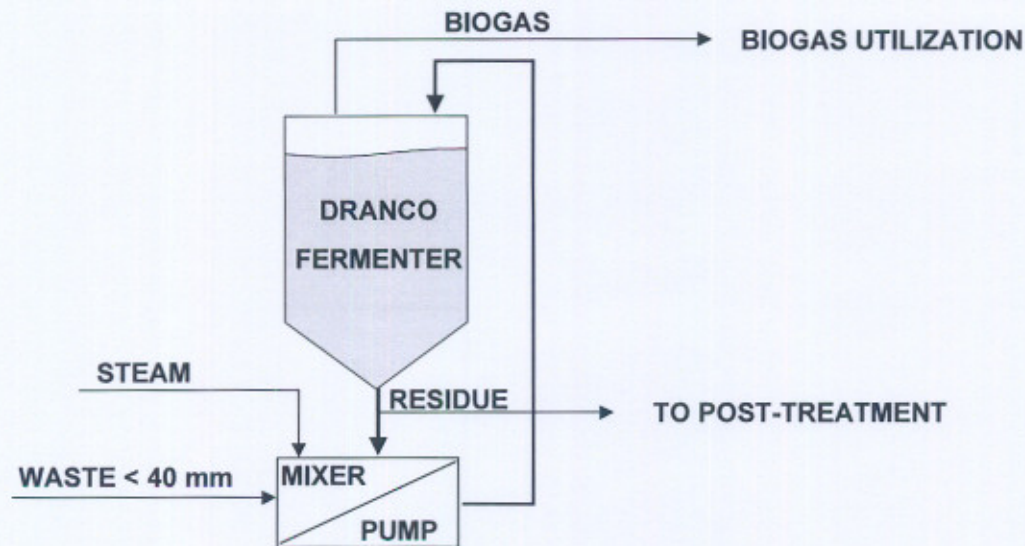 BIOGAS
BIOGAS UTILIZATION
DRANCO
FERMENTER
STEAM
RESIDUE
TO POST-TREATMENT
WASTE < 40 mm
MIXER
PUMP